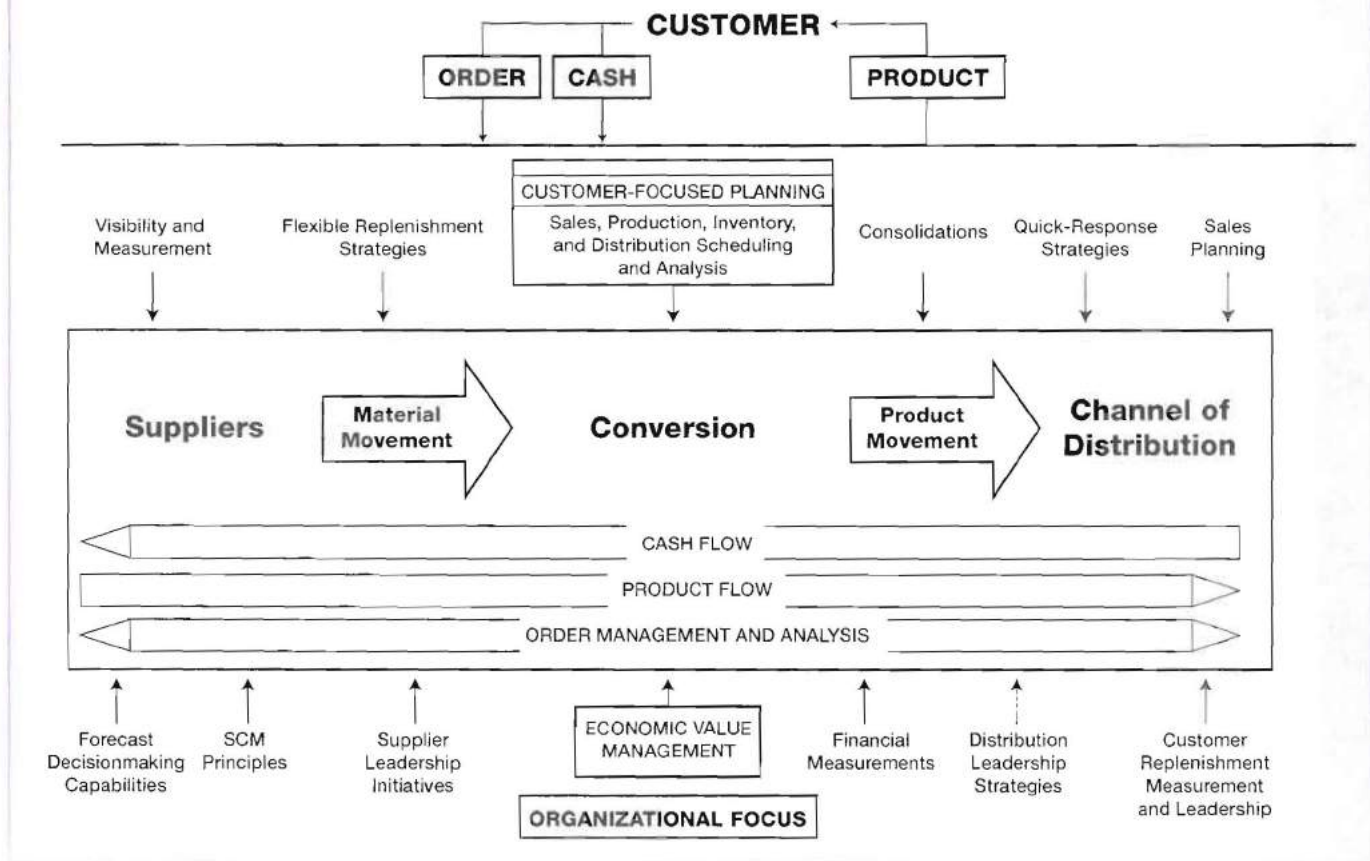 CUSTOMER
ORDER
CASH
PRODUCT
CUSTOMER-FOCUSED PLANNING
Sales, Production, Inventory,
and Distribution Scheduling
and Analysis
Visibility and
Measurement
Flexible Replenishment
Strategies
Consolidations
Quick-Response
Strategies
Sales
Planning
Suppliers
Material
Movement
Conversion
Product
Movement
Channel of
Distribution
CASH FLOW
PRODUCT FLOW
ORDER MANAGEMENT AND ANALYSIS
Forecast
Decisionmaking
Capabilities
SCM
Principles
Supplier
Leadership
Initiatives
ECONOMIC VALUE
MANAGEMENT
Financial
Measurements
Distribution
Leadership
Strategies
Customer
Replenishment
Measurement
and Leadership
ORGANIZATIONAL FOCUS